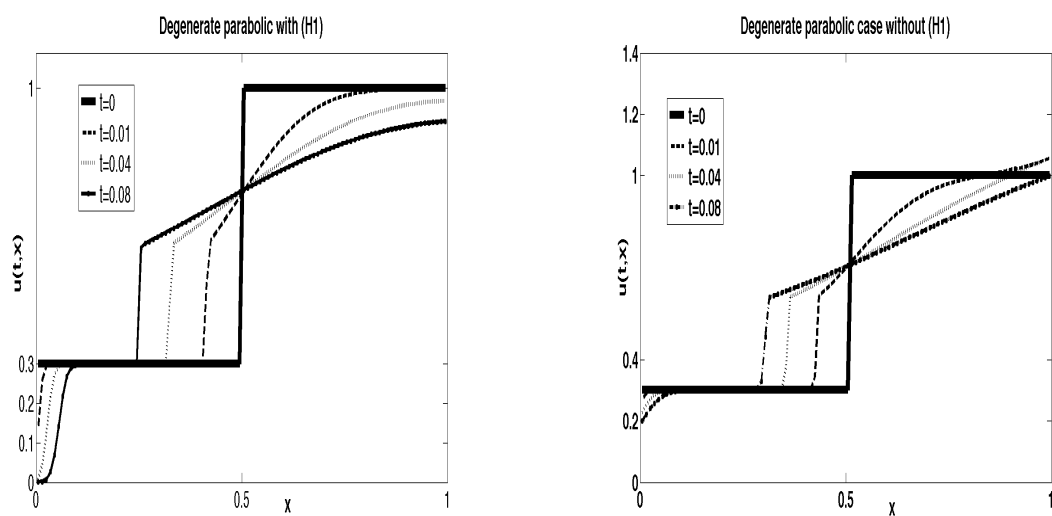 Degenerate parabolic with (H1)
1
0.3
0.2
0.1
0
u(t,x)
t=0
t=0.01
t=0.04
t=0.08
0
0.5
1
x
Degenerate parabolic case without (H1)
1.4
1.2
1
0.4
0.2
0
u(t,x)
t=0
t=0.01
t=0.04
t=0.08
0
0.5
1
x